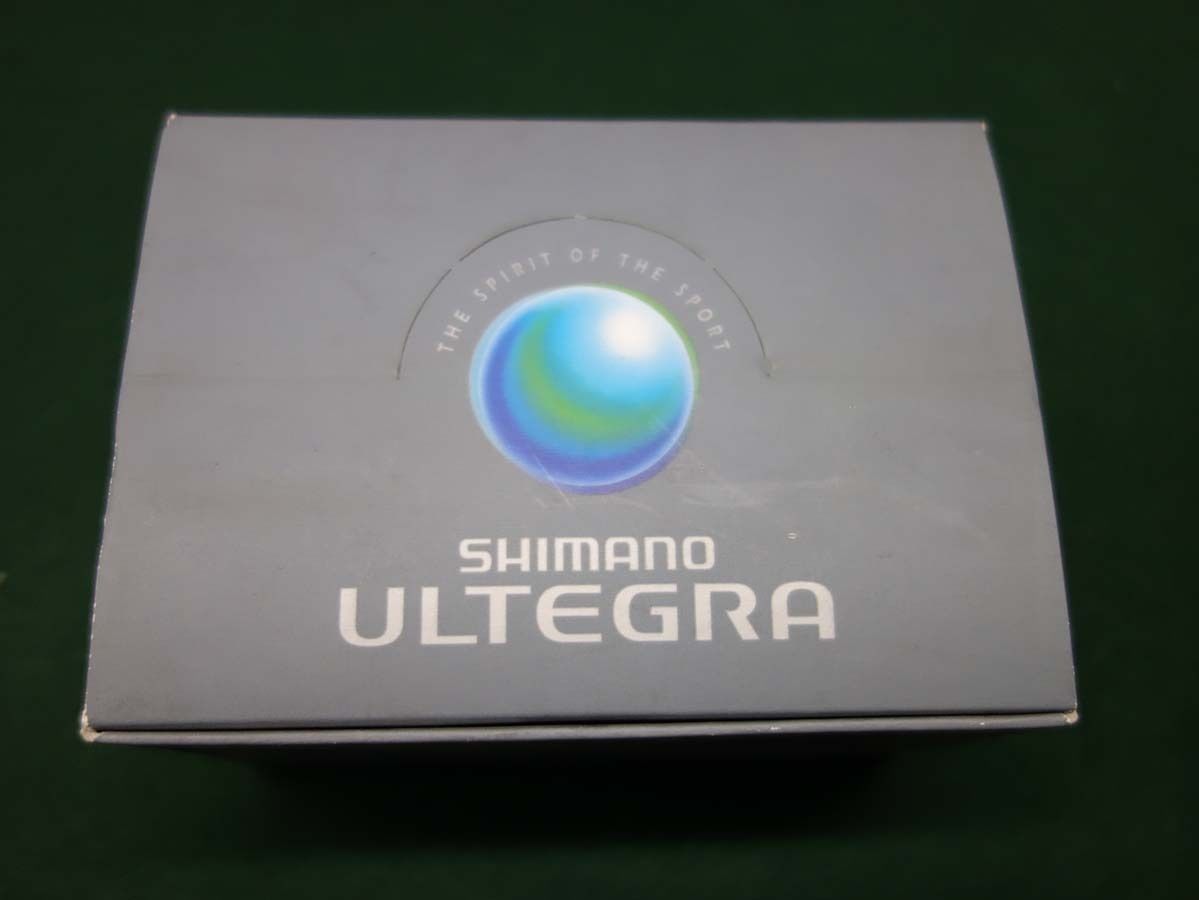 THE SPIRIT OF THE SPORT
SHIMANO
ULTEGRA